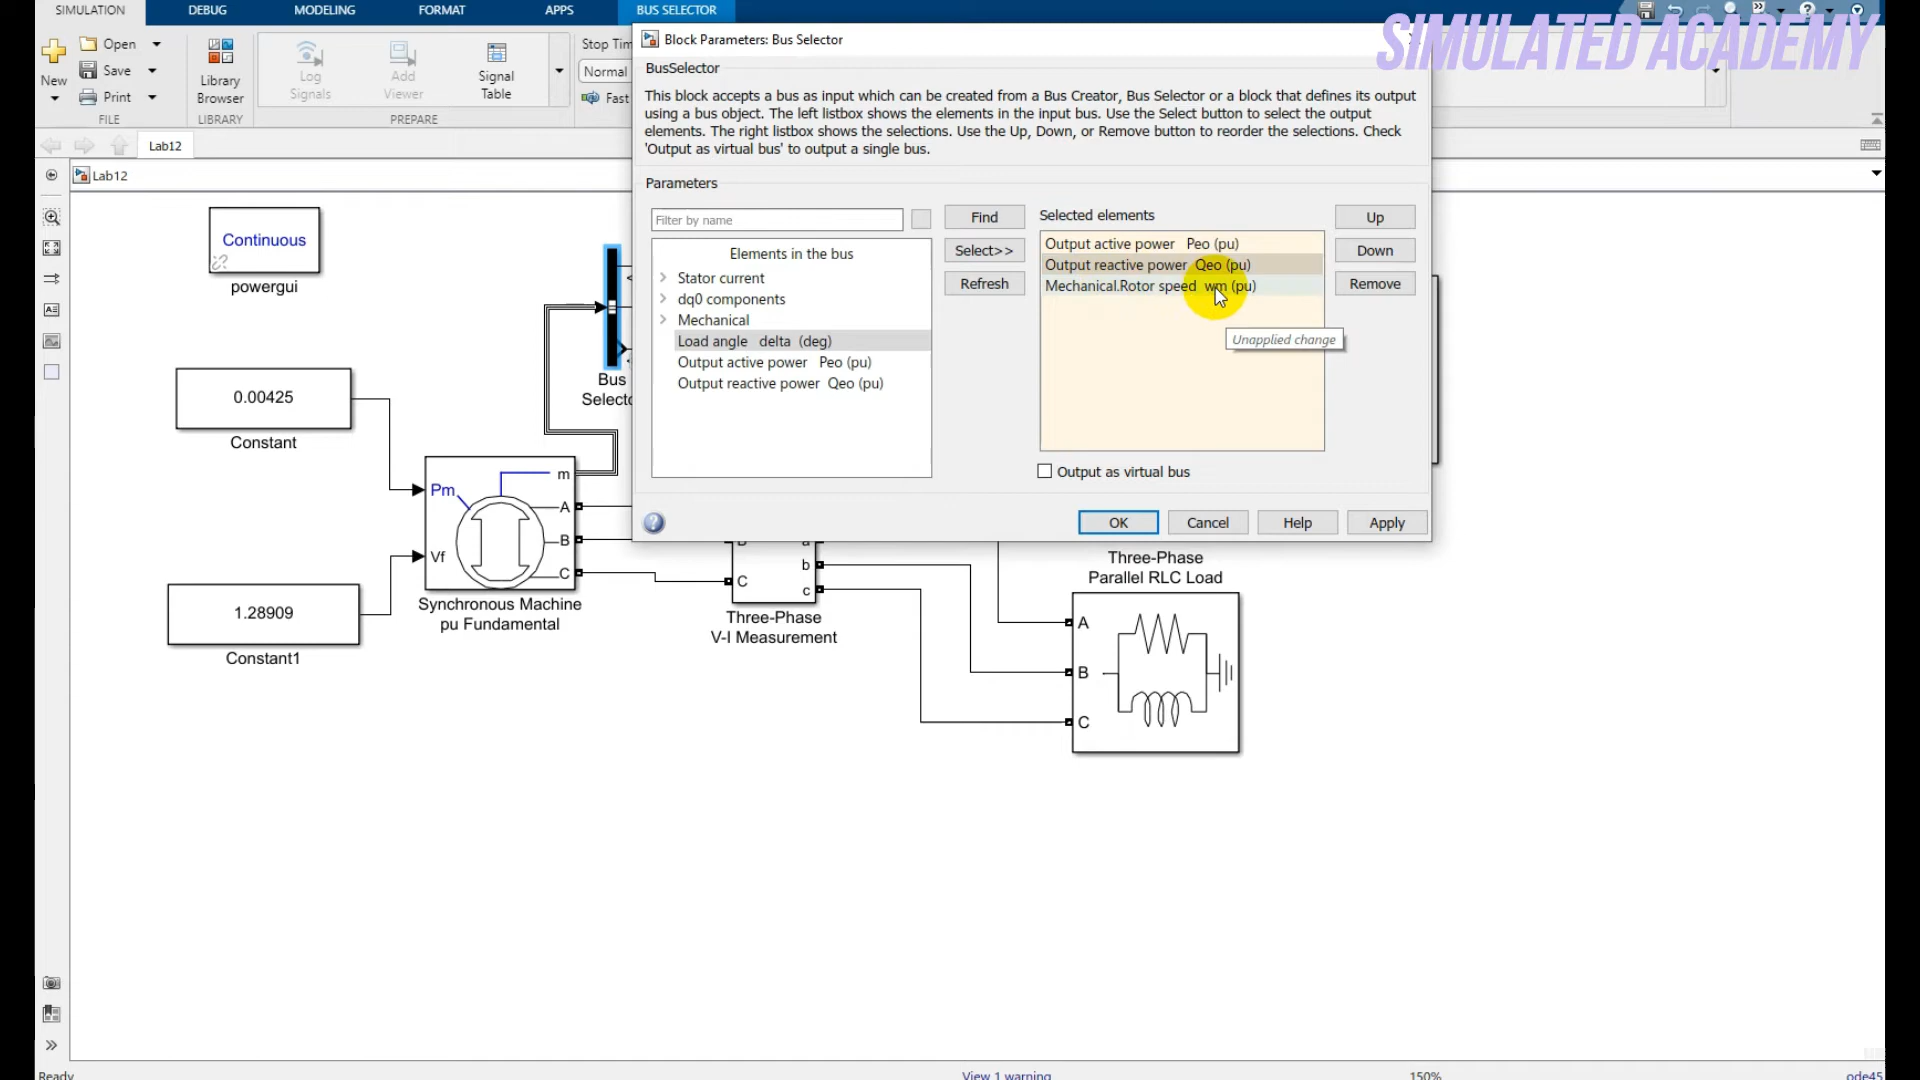 SIMULATION
DEBUG
MODELING
FORMAT
APPS
BUS SELECTOR
SIMULATED ACADEMY
New
Open
Save
Print
FILE
Library
Browser
LIBRARY
Log
Signals
Add
Viewer
Signal
Table
PREPARE
Stop Tim
Normal
Fast
Lab12
Lab12
Block Parameters: Bus Selector
BusSelector
This block accepts a bus as input which can be created from a Bus Creator, Bus Selector or a block that defines its output
using a bus object. The left listbox shows the elements in the input bus. Use the Select button to select the output
elements. The right listbox shows the selections. Use the Up, Down, or Remove button to reorder the selections. Check
'Output as virtual bus' to output a single bus.
Parameters
Filter by name
Find
Select>>
Refresh
Elements in the bus
Stator current
dq0 components
Mechanical
Load angle delta (deg)
Output active power Peo (pu)
Output reactive power Qeo (pu)
Selected elements
Output active power Peo (pu)
Output reactive power Qeo (pu)
Mechanical.Rotor speed wm (pu)
Unapplied change
Up
Down
Remove
Output as virtual bus
OK
Cancel
Help
Apply
Continuous
powergui
0.00425
Constant
1.28909
Constant1
Bus
Selecto
Pm
Vf
m
A
B
C
Synchronous Machine
pu Fundamental
C
a
b
c
Three-Phase
V-I Measurement
Three-Phase
Parallel RLC Load
A
B
C
Ready
View 1 warning
150%
ode45